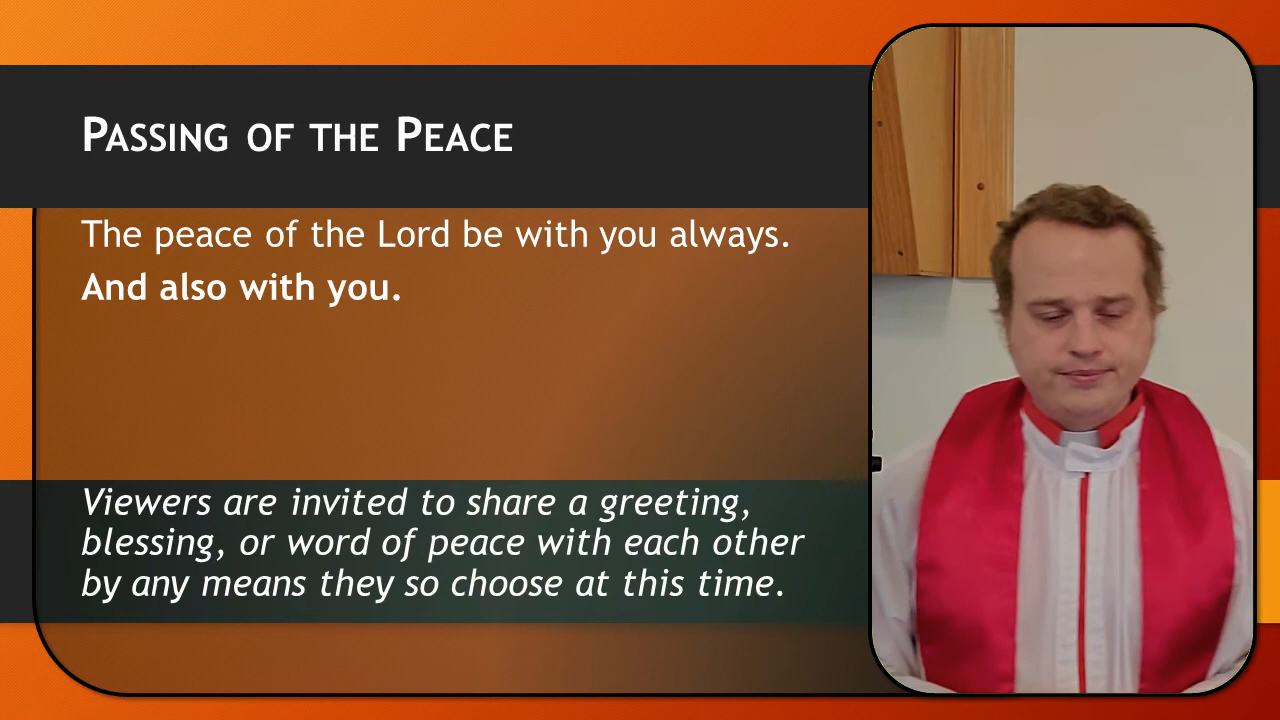 Passing of the Peace
The peace of the Lord be with you always.
And also with you.
Viewers are invited to share a greeting,
blessing, or word of peace with each other
by any means they so choose at this time.